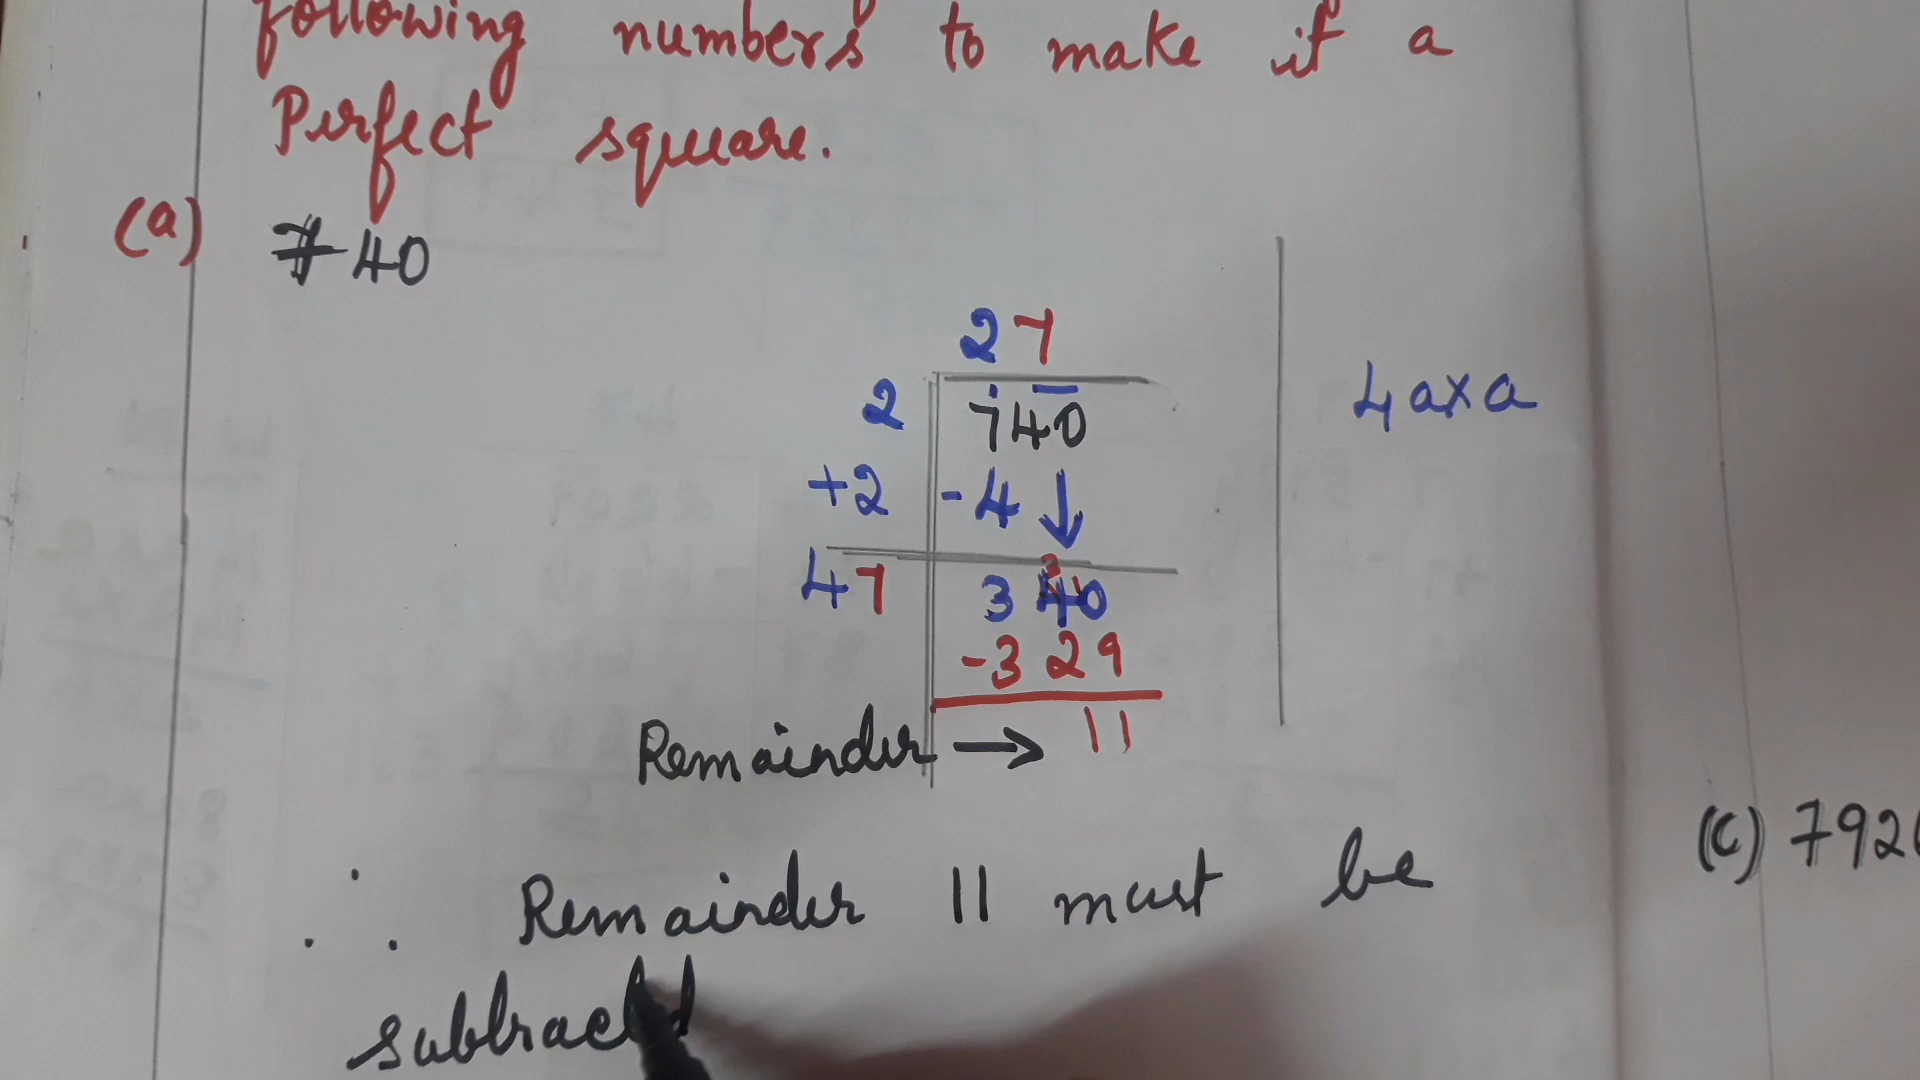 following numbers to make it a
Perfect square.
(a) 740
27
2 740 4axa
+2 -4
47 340
-329
Remainder → 11
(c) 792
∴ Remainder 11 must be
subtracted